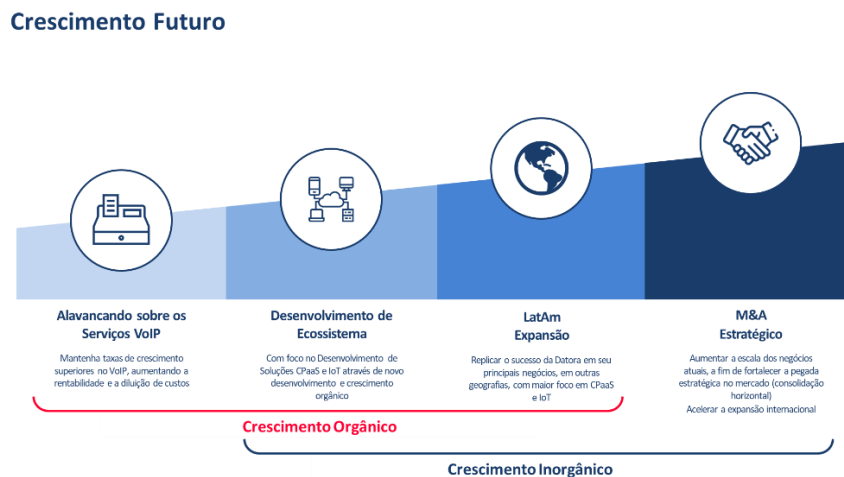 Crescimento Futuro
Alavancando sobre os
Serviços VoIP
Mantenha taxas de crescimento
superiores no VoIP, aumentando a
rentabilidade e a diluição de custos
Desenvolvimento de
Ecossistema
Com foco no Desenvolvimento de
Soluções CPaaS e IoT através de novo
desenvolvimento e crescimento
orgânico
LatAm
Expansão
Replicar o sucesso da Datora em seu
principais negócios, em outras
geografias, com maior foco em CPaaS
e IoT
M&A
Estratégico
Aumentar a escala dos negócios
atuais, a fim de fortalecer a pegada
estratégica no mercado (consolidação
horizontal)
Acelerar a expansão internacional
Crescimento Orgânico
Crescimento Inorgânico